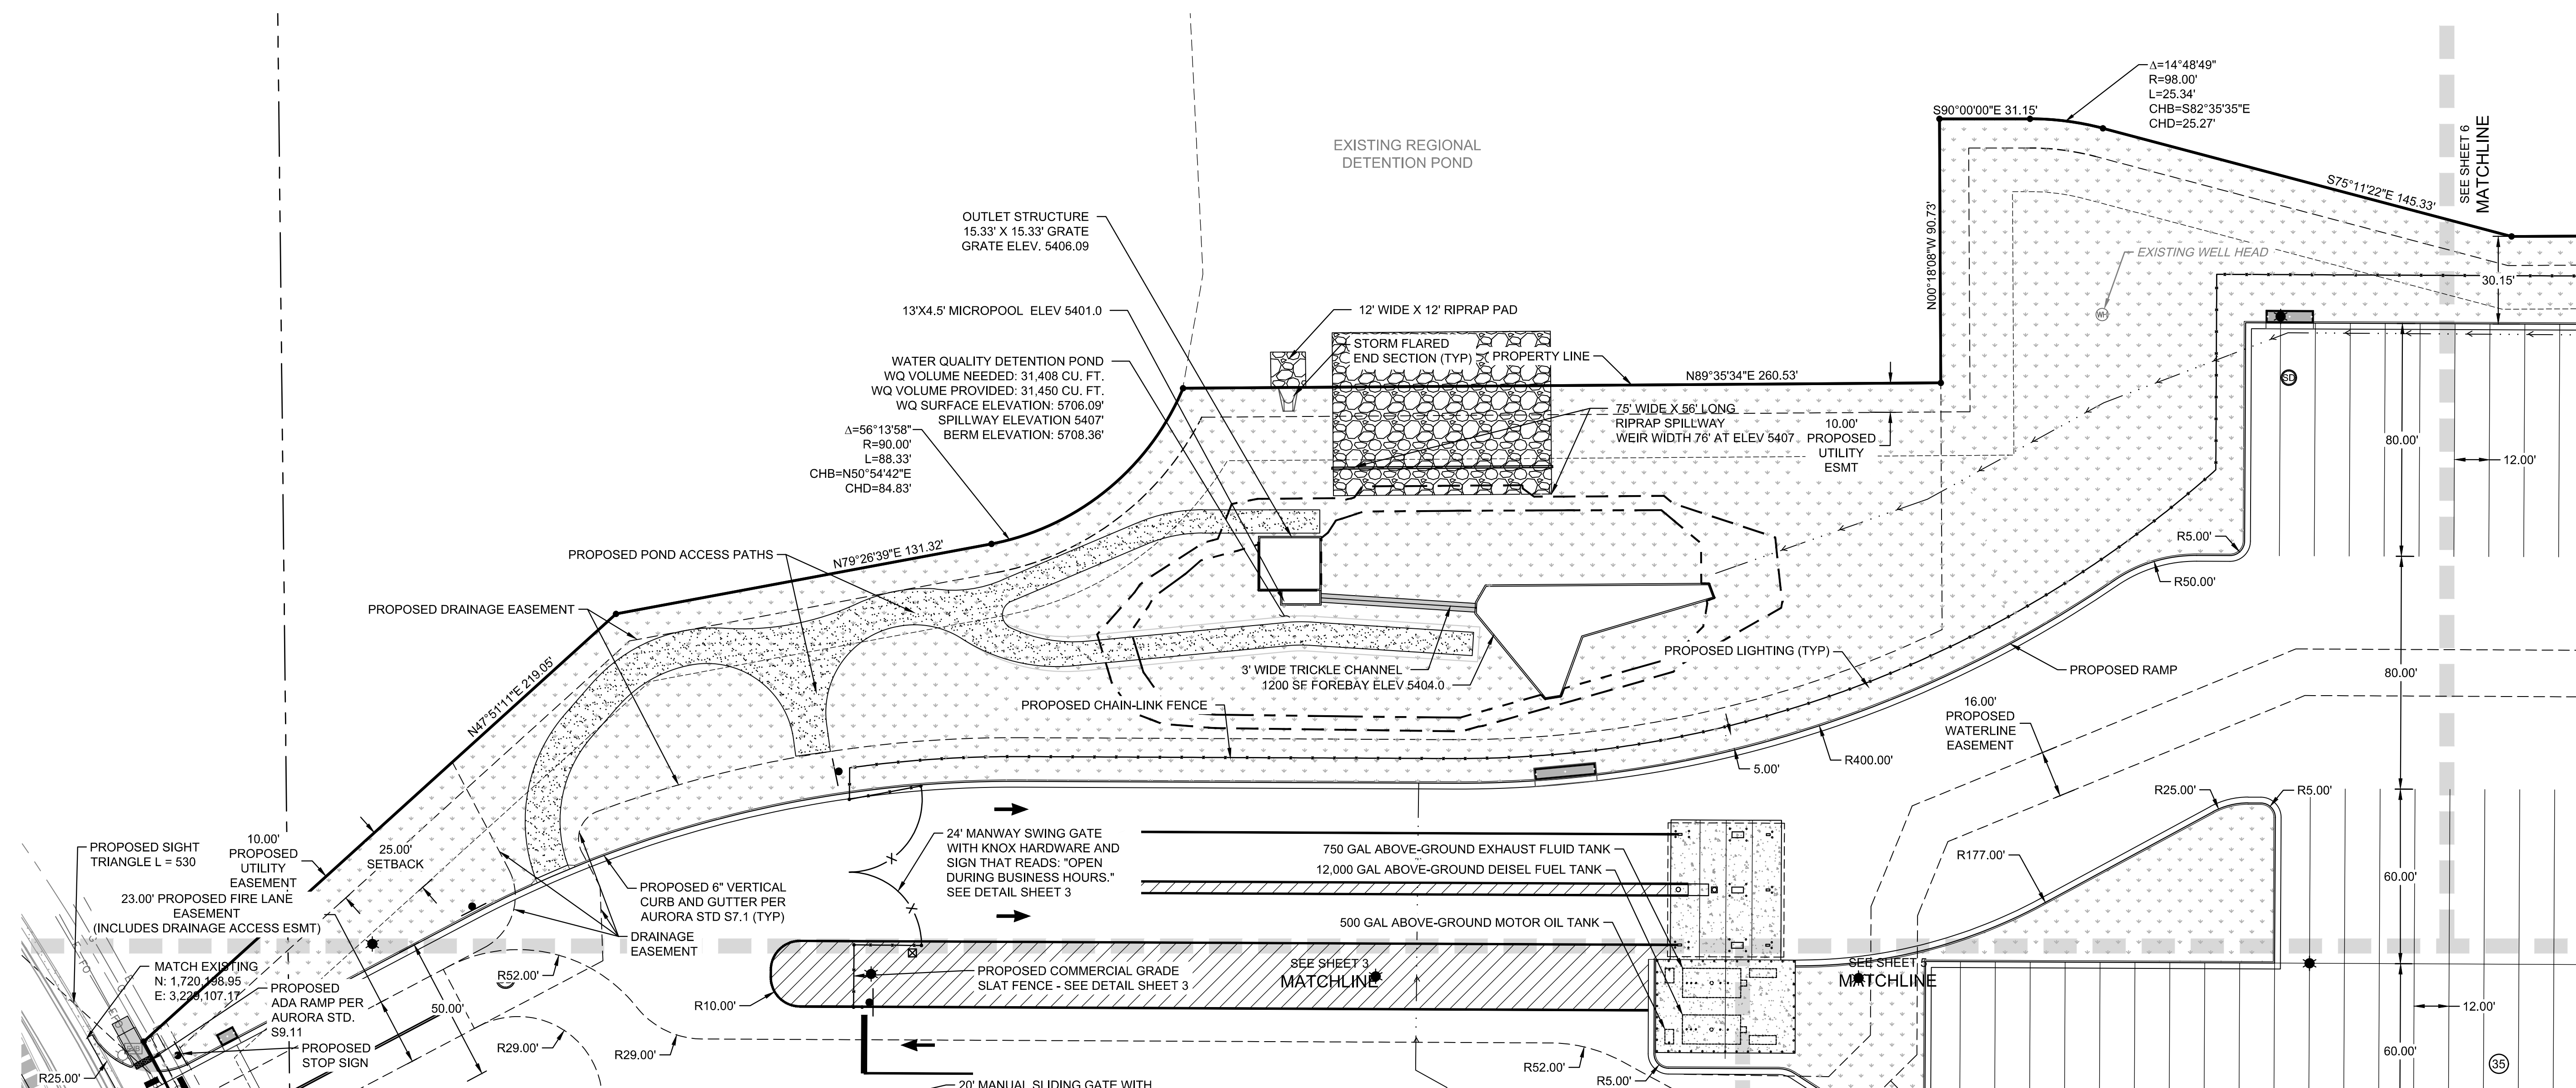 Δ=14°48'49"
R=98.00'
L=25.34'
CHB=S82°35'35"E
CHD=25.27'
S90°00'00"E 31.15'
SEE SHEET 6
MATCHLINE
EXISTING REGIONAL
DETENTION POND
S75°11'22"E 145.33'
N00°18'08"W 90.73'
OUTLET STRUCTURE
15.33' X 15.33' GRATE
GRATE ELEV. 5406.09
EXISTING WELL HEAD
WH
30.15'
13'X4.5' MICROPOOL ELEV 5401.0
12' WIDE X 12' RIPRAP PAD
STORM FLARED
END SECTION (TYP)
PROPERTY LINE
WATER QUALITY DETENTION POND
WQ VOLUME NEEDED: 31,408 CU. FT.
WQ VOLUME PROVIDED: 31,450 CU. FT.
WQ SURFACE ELEVATION: 5706.09'
SPILLWAY ELEVATION 5407'
BERM ELEVATION: 5708.36'
N89°35'34"E 260.53'
SD
75' WIDE X 56' LONG
RIPRAP SPILLWAY
WEIR WIDTH 76' AT ELEV 5407
10.00'
PROPOSED
UTILITY
ESMT
Δ=56°13'58"
R=90.00'
L=88.33'
CHB=N50°54'42"E
CHD=84.83'
80.00'
12.00'
R5.00'
R50.00'
PROPOSED POND ACCESS PATHS
N79°26'39"E 131.32'
PROPOSED DRAINAGE EASEMENT
N47°51'11"E 219.05'
3' WIDE TRICKLE CHANNEL
1200 SF FOREBAY ELEV 5404.0
PROPOSED LIGHTING (TYP)
PROPOSED RAMP
80.00'
PROPOSED CHAIN-LINK FENCE
16.00'
PROPOSED
WATERLINE
EASEMENT
5.00'
R400.00'
R25.00'
R5.00'
PROPOSED SIGHT
TRIANGLE L = 530
10.00'
PROPOSED
UTILITY
EASEMENT
25.00'
SETBACK
24' MANWAY SWING GATE
WITH KNOX HARDWARE AND
SIGN THAT READS: "OPEN
DURING BUSINESS HOURS."
SEE DETAIL SHEET 3
750 GAL ABOVE-GROUND EXHAUST FLUID TANK
12,000 GAL ABOVE-GROUND DEISEL FUEL TANK
500 GAL ABOVE-GROUND MOTOR OIL TANK
R177.00'
60.00'
23.00' PROPOSED FIRE LANE
EASEMENT
(INCLUDES DRAINAGE ACCESS ESMT)
PROPOSED 6" VERTICAL
CURB AND GUTTER PER
AURORA STD S7.1 (TYP)
DRAINAGE
EASEMENT
MATCH EXISTING
N: 1,720,198.95
E: 3,229,107.17
PROPOSED
ADA RAMP PER
AURORA STD.
S9.11
PROPOSED
STOP SIGN
R25.00'
50.00'
R52.00'
R29.00'
R29.00'
R10.00'
PROPOSED COMMERCIAL GRADE
SLAT FENCE - SEE DETAIL SHEET 3
SEE SHEET 3
MATCHLINE
SEE SHEET 5
MATCHLINE
12.00'
60.00'
35
R52.00'
R5.00'
20' MANUAL SLIDING GATE WITH